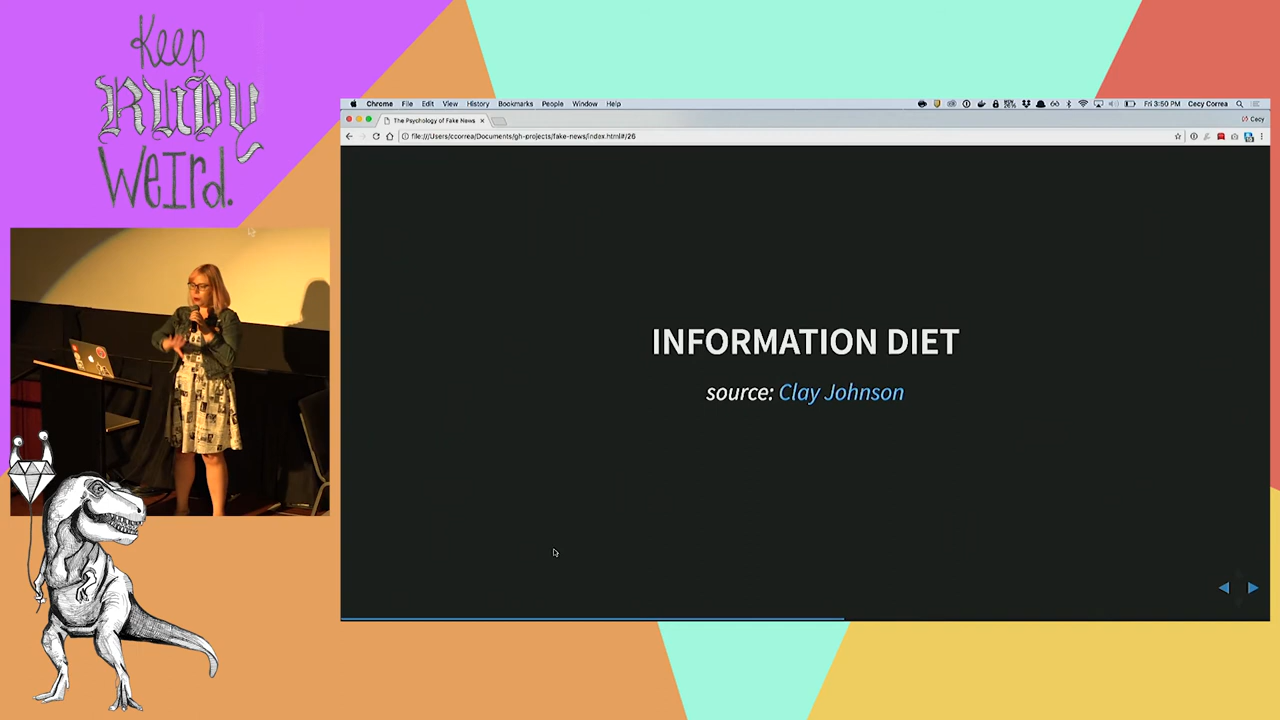 Keep
RUBY
WeIrd.
Chrome File Edit View History Bookmarks People Window Help
Fri 3:50 PM Cecy Correa
The Psychology of Fake News
Cecy
file:///Users/ccorrea/Documents/gh-projects/fake-news/index.html#/26
INFORMATION DIET
source: Clay Johnson